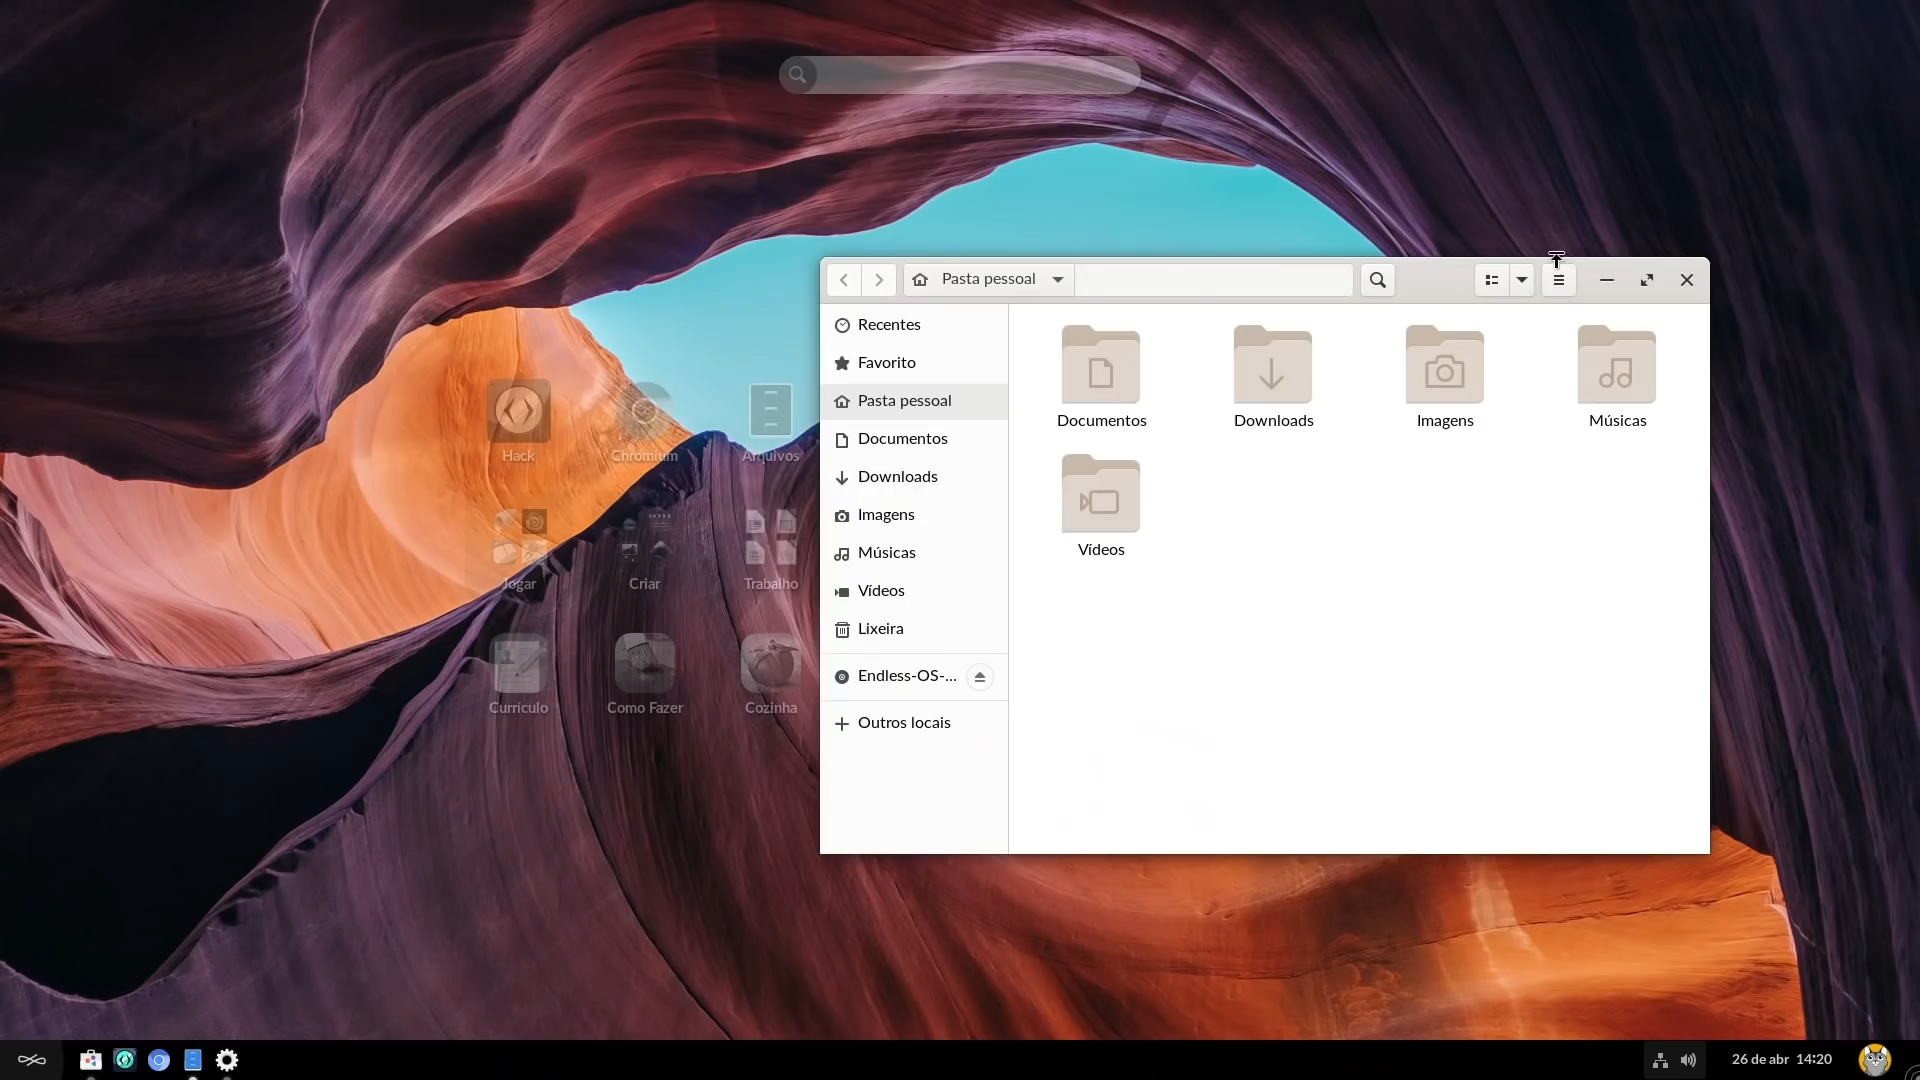 Pasta pessoal
Recentes
Favorito
Pasta pessoal
Documentos
Downloads
Imagens
Músicas
Vídeos
Lixeira
Endless-OS-...
Outros locais
Documentos
Downloads
Imagens
Músicas
Vídeos
Hack
Chromium
Arquivos
Jogar
Criar
Trabalho
Currículo
Como Fazer
Cozinha
26 de abr 14:20